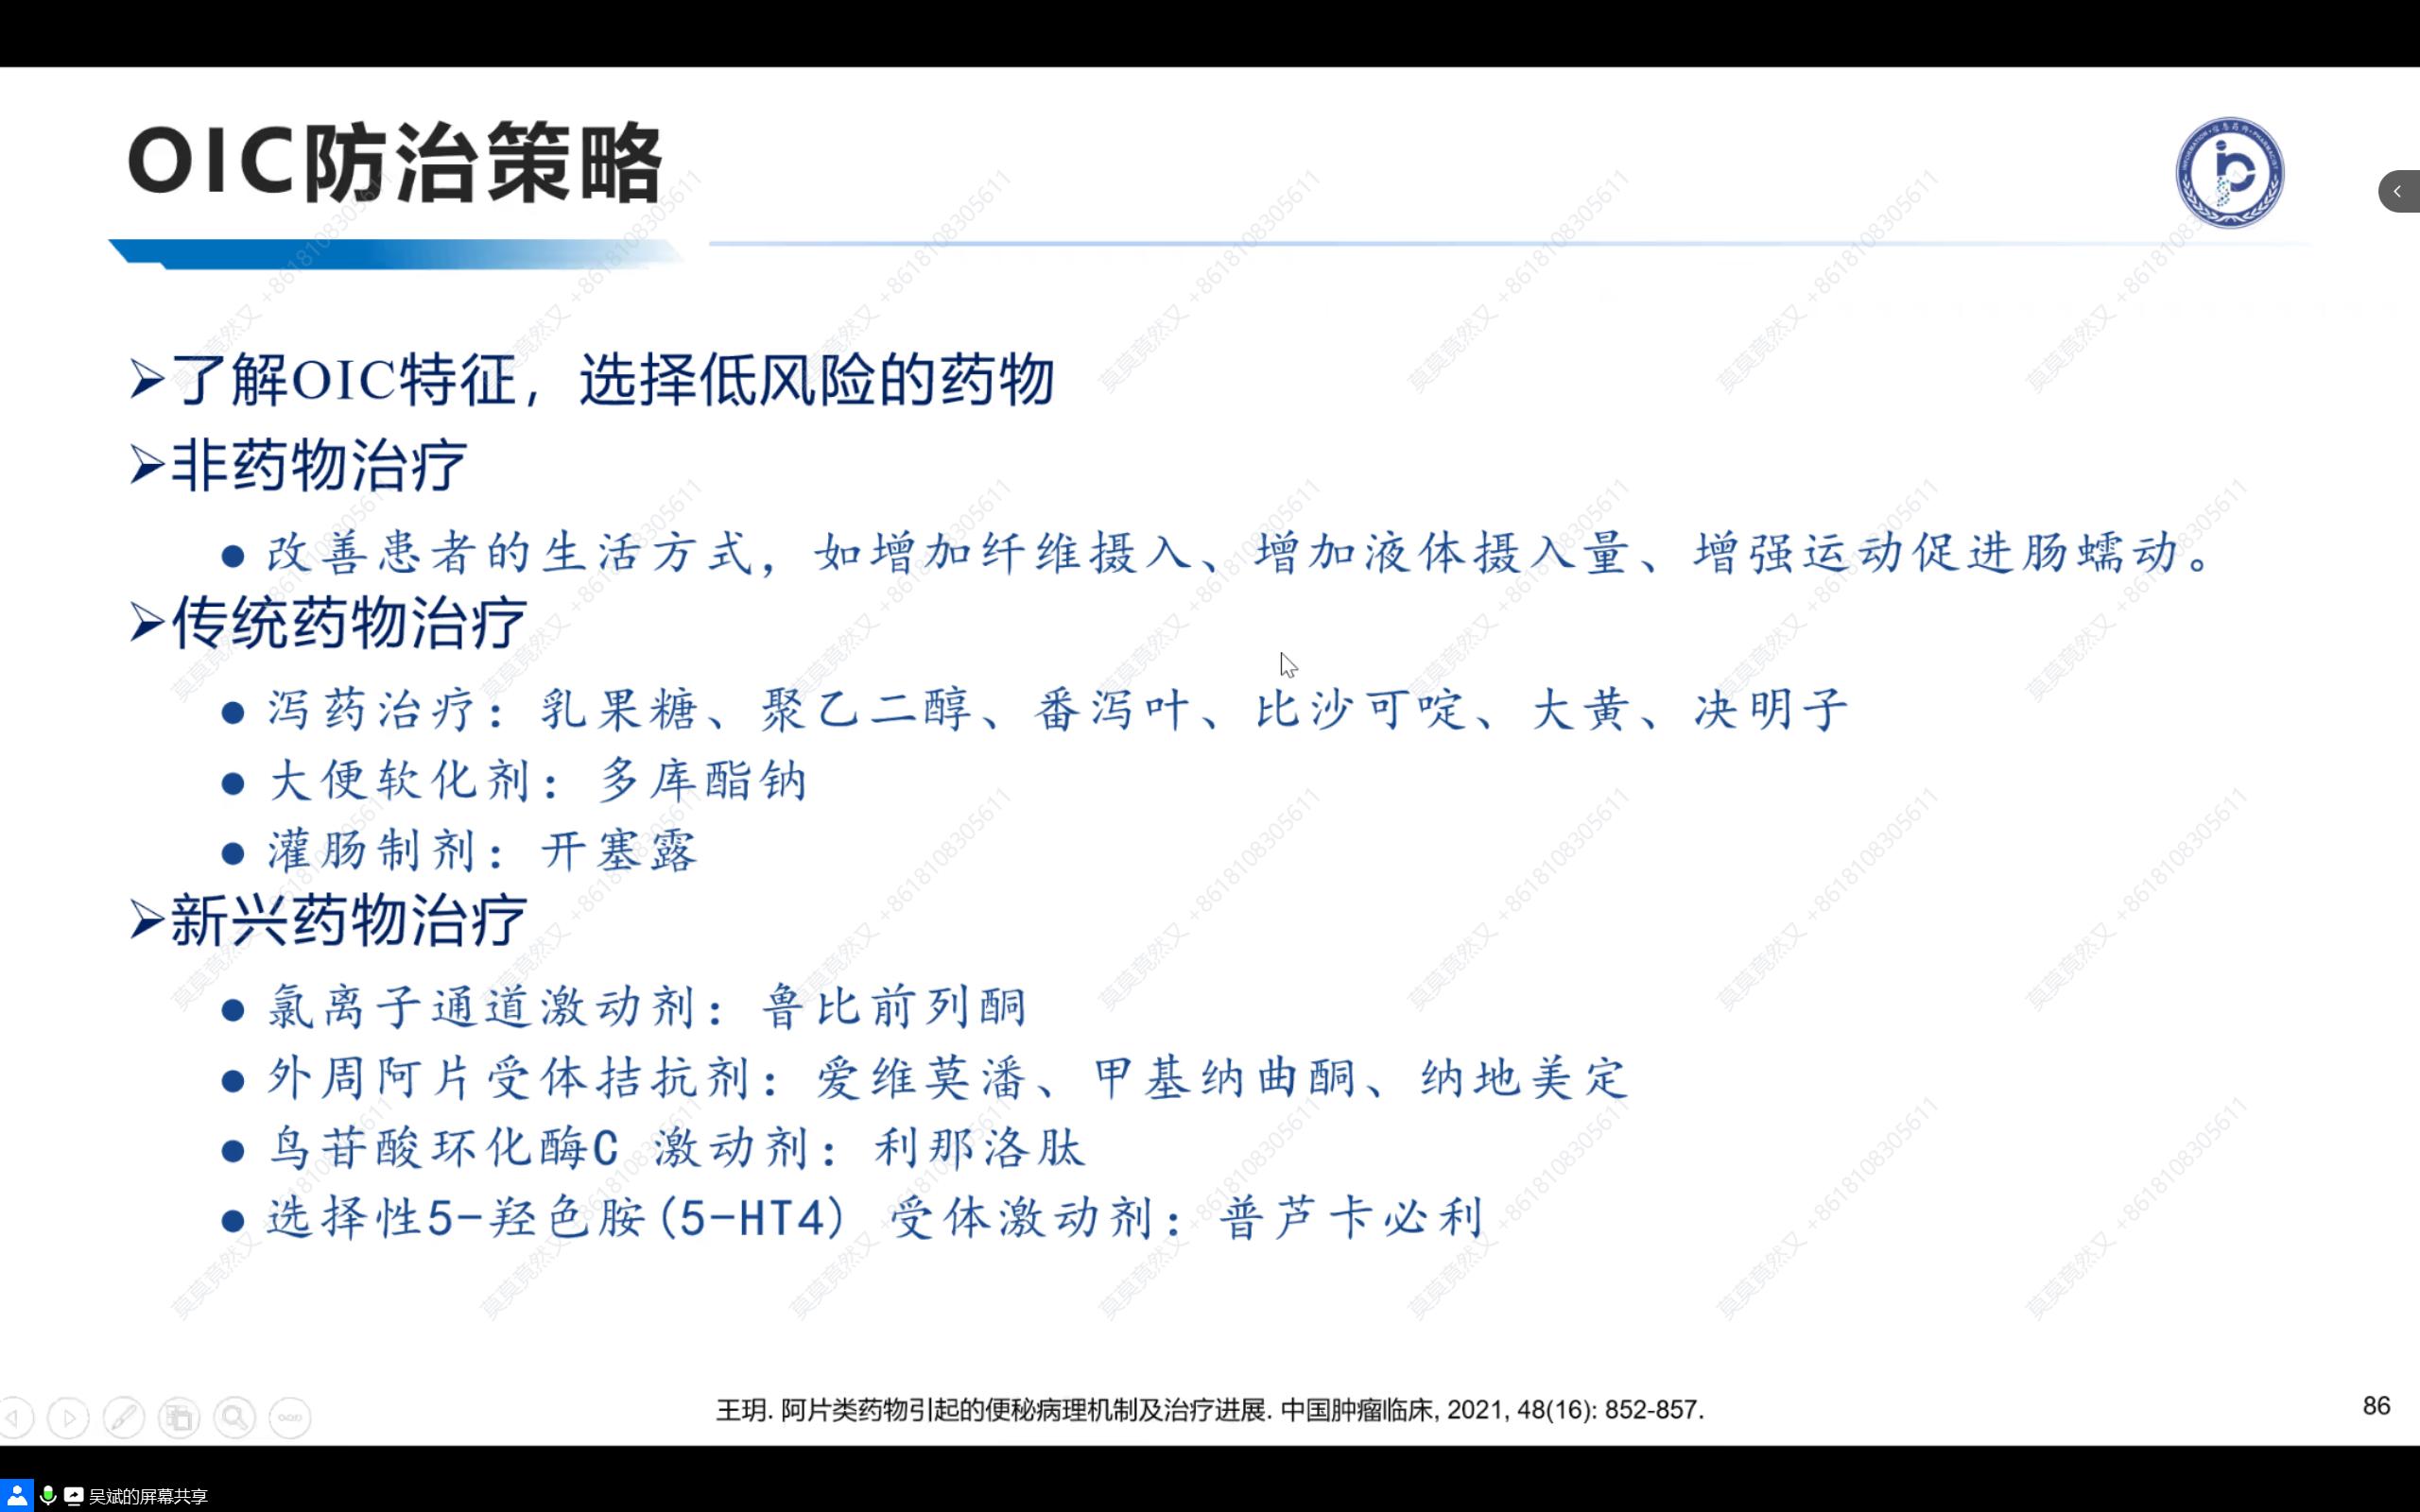 OIC防治策略
➢了解OIC特征，选择低风险的药物
➢非药物治疗
● 改善患者的生活方式，如增加纤维摄入、增加液体摄入量、增强运动促进肠蠕动。
➢传统药物治疗
● 泻药治疗：乳果糖、聚乙二醇、番泻叶、比沙可啶、大黄、决明子
● 大便软化剂：多库酯钠
● 灌肠制剂：开塞露
➢新兴药物治疗
● 氯离子通道激动剂：鲁比前列酮
● 外周阿片受体拮抗剂：爱维莫潘、甲基纳曲酮、纳地美定
● 鸟苷酸环化酶C 激动剂：利那洛肽
● 选择性5-羟色胺(5-HT4) 受体激动剂：普芦卡必利
王玥. 阿片类药物引起的便秘病理机制及治疗进展. 中国肿瘤临床, 2021, 48(16): 852-857.
86
吴斌的屏幕共享
莫莫竟然又 +8618108305611